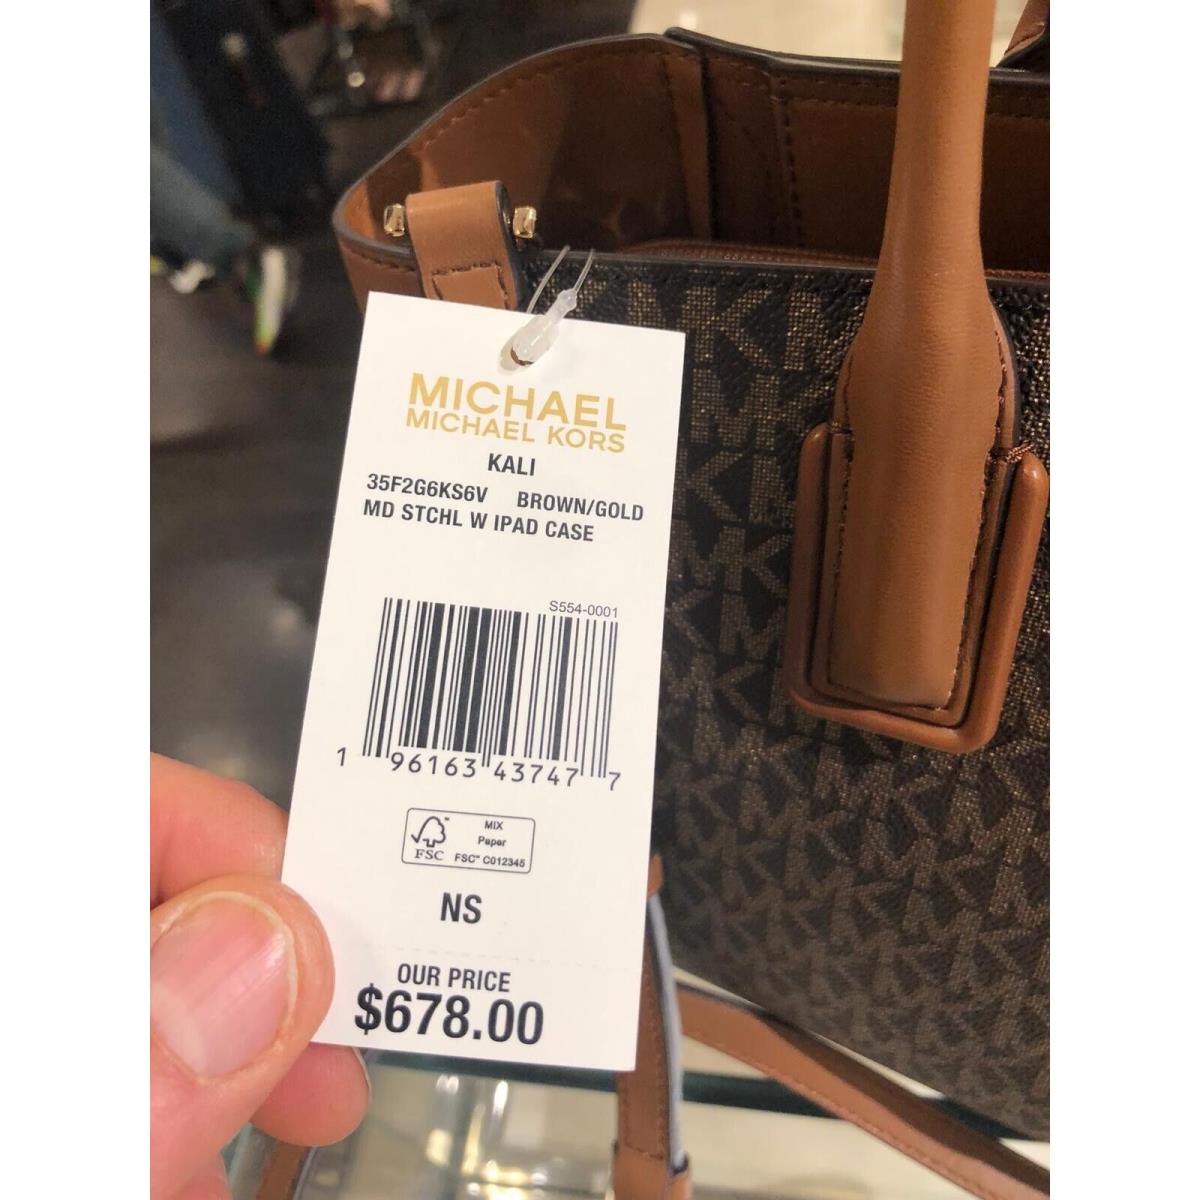 MICHAEL
MICHAEL KORS
KALI
35F2G6KS6V BROWN/GOLD
MD STCHL W IPAD CASE
S554-0001
1 96163 43747 7
FSC
MIX
Paper
FSC™ C012345
NS
OUR PRICE
$678.00